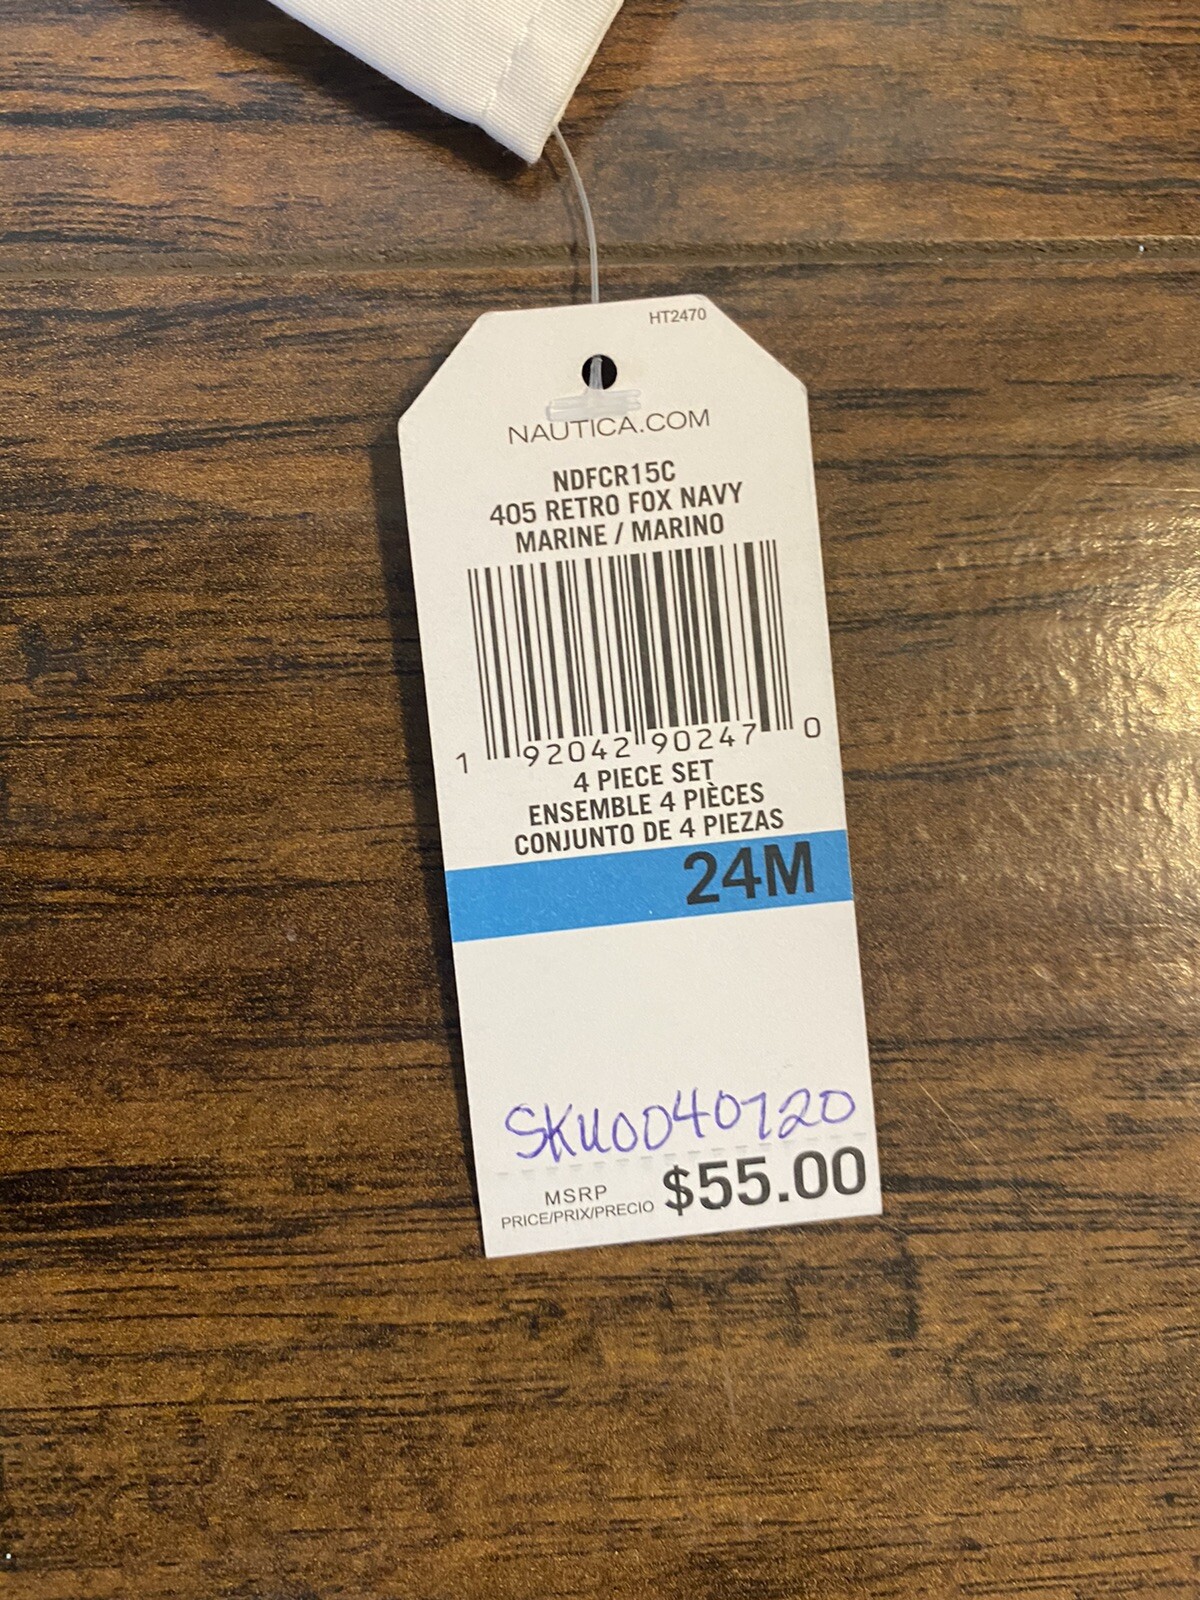 HT2470
NAUTICA.COM
NDFCR15C
405 RETRO FOX NAVY
MARINE / MARINO
1 92042 90247 0
4 PIECE SET
ENSEMBLE 4 PIÈCES
CONJUNTO DE 4 PIEZAS
24M
SKU0040720
MSRP
PRICE/PRIX/PRECIO $55.00